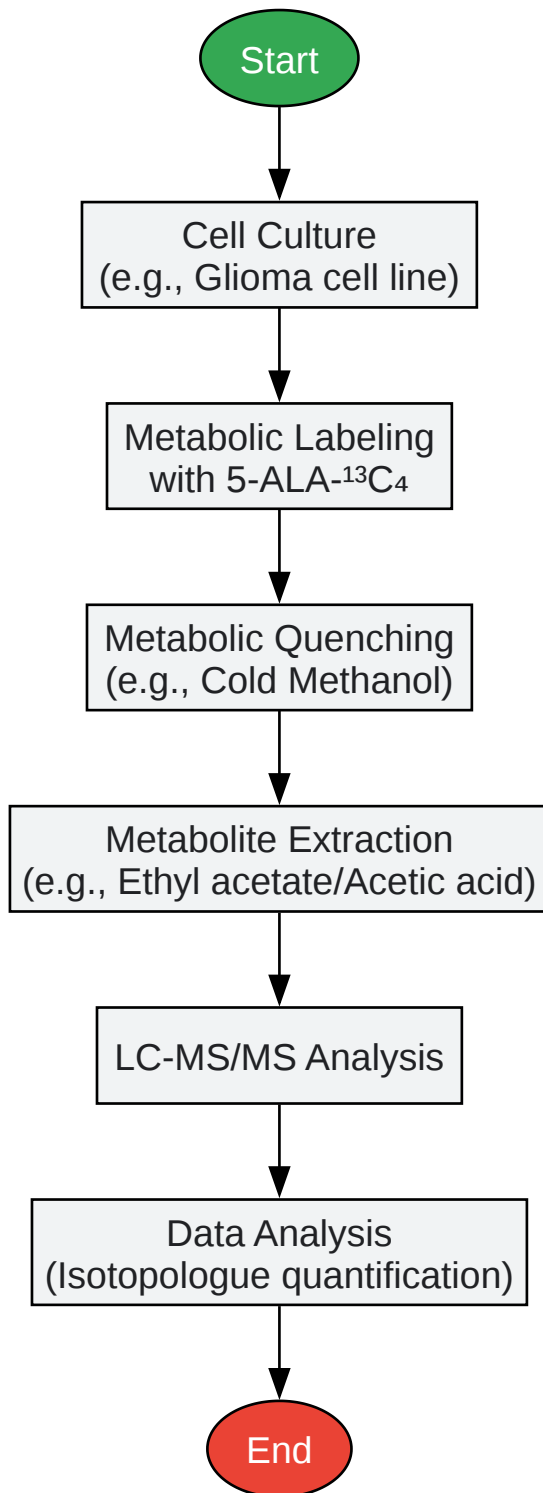 Start
Cell Culture
(e.g., Glioma cell line)
Metabolic Labeling
with 5-ALA-¹³C₄
Metabolic Quenching
(e.g., Cold Methanol)
Metabolite Extraction
(e.g., Ethyl acetate/Acetic acid)
LC-MS/MS Analysis
Data Analysis
(Isotopologue quantification)
End